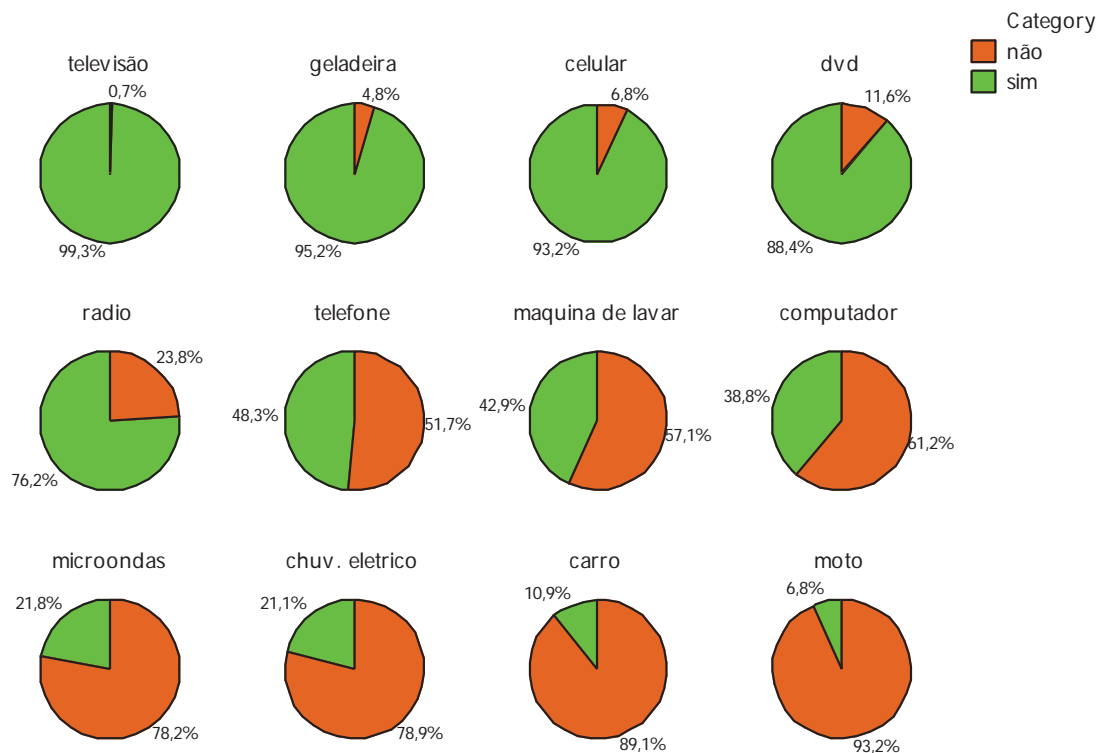 Category
não
sim
televisão
geladeira
celular
dvd
0,7%
4,8%
6,8%
11,6%
99,3%
95,2%
93,2%
88,4%
radio
telefone
maquina de lavar
computador
23,8%
48,3%
51,7%
42,9%
57,1%
38,8%
61,2%
76,2%
microondas
chuv. eletrico
carro
moto
21,8%
21,1%
10,9%
6,8%
78,2%
78,9%
89,1%
93,2%